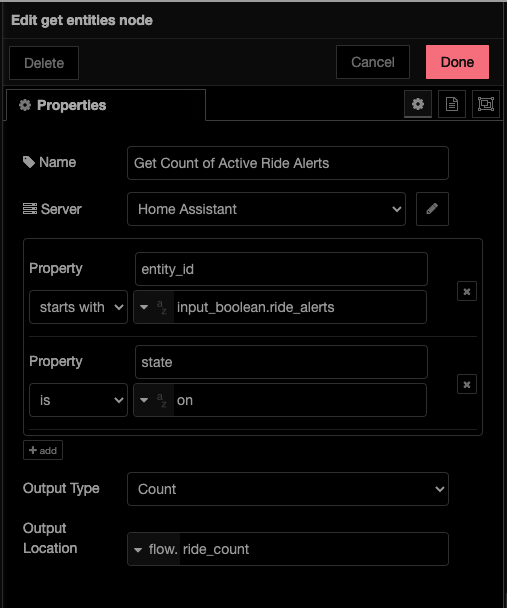 Edit get entities node
Delete
Cancel
Done
Properties
Name
Get Count of Active Ride Alerts
Server
Home Assistant
Property
entity_id
starts with
a
z
input_boolean.ride_alerts
Property
state
is
a
z
on
add
Output Type
Count
Output
Location
flow. ride_count